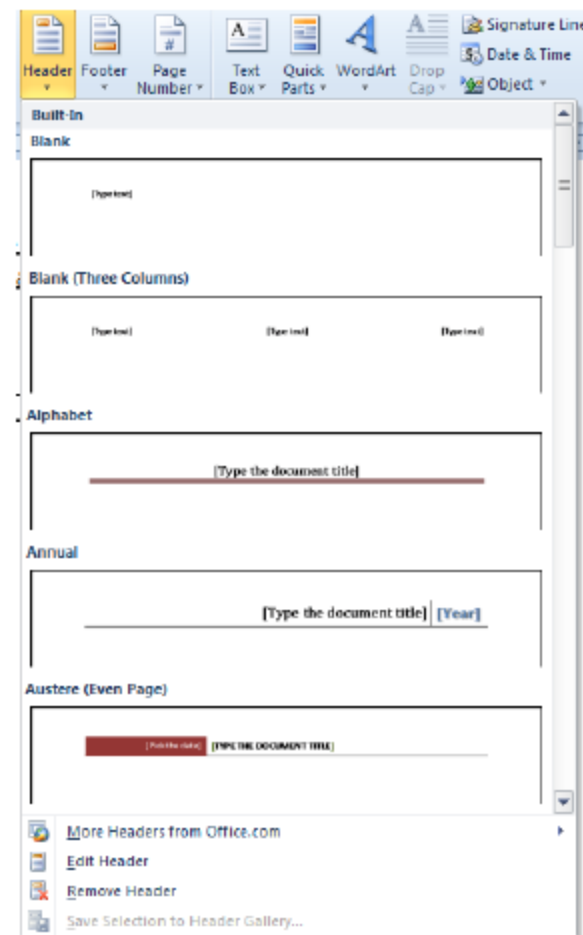 Header Footer Page Number Text Box Quick Parts WordArt Drop Cap
Signature Line
Date & Time
Object
Built-In
Blank
[Type text]
Blank (Three Columns)
[Type text] [Type text] [Type text]
Alphabet
[Type the document title]
Annual
[Type the document title] [Year]
Austere (Even Page)
[Pick the date] [TYPE THE DOCUMENT TITLE]
More Headers from Office.com
Edit Header
Remove Header
Save Selection to Header Gallery...